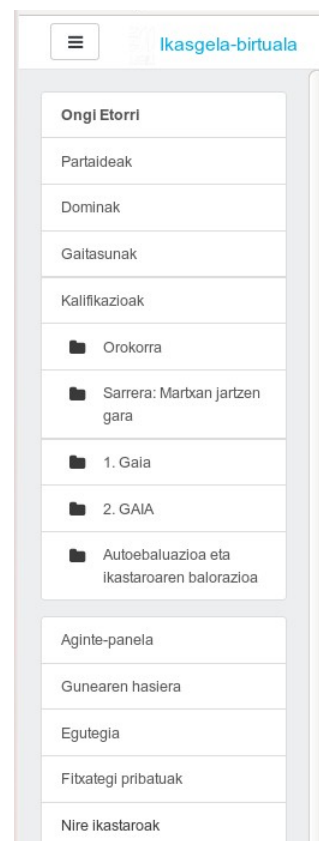 Ikasgela-birtuala
Ongi Etorri
Partaideak
Dominak
Gaitasunak
Kalifikazioak
Orokorra
Sarrera: Martxan jartzen
gara
1. Gaia
2. GAIA
Autoebaluazioa eta
ikastaroaren balorazioa
Aginte-panela
Gunearen hasiera
Egutegia
Fitxategi pribatuak
Nire ikastaroak